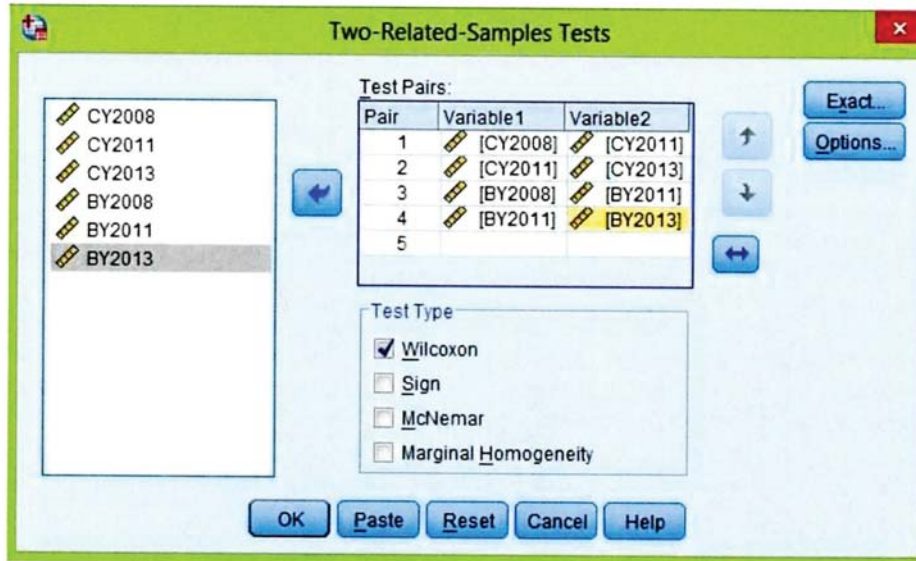 Two-Related-Samples Tests
CY2008
CY2011
CY2013
BY2008
BY2011
BY2013
Test Pairs:
Pair Variable1 Variable2
1 [CY2008] [CY2011]
2 [CY2011] [CY2013]
3 [BY2008] [BY2011]
4 [BY2011] [BY2013]
5
Exact...
Options...
Test Type
Wilcoxon
Sign
McNemar
Marginal Homogeneity
OK Paste Reset Cancel Help